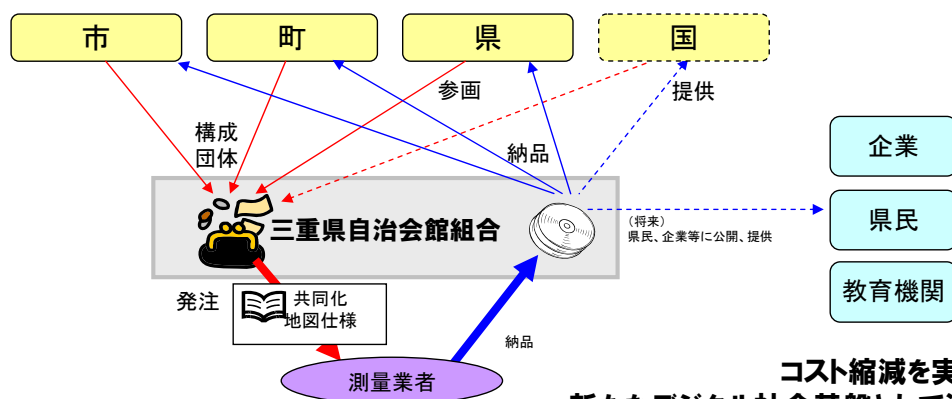 市
町
県
国
参画
提供
構成
団体
納品
企業
三重県自治会館組合
(将来)
県民、企業等に公開、提供
県民
発注
共同化
地図仕様
教育機関
納品
測量業者
コスト縮減を実